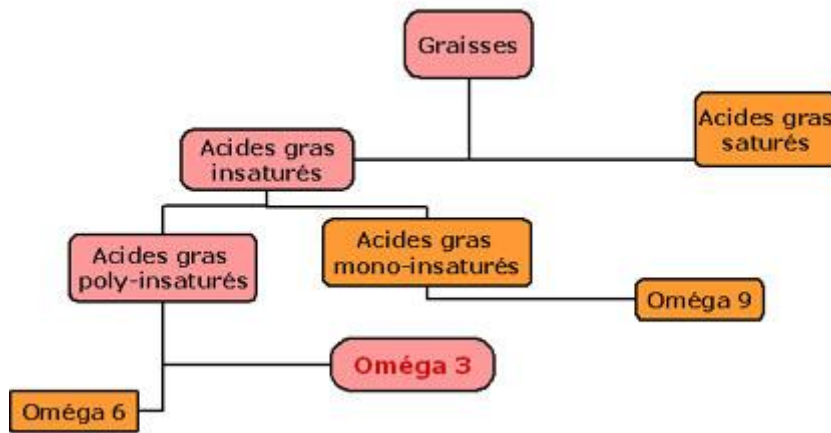 Graisses
Acides gras
saturés
Acides gras
insaturés
Acides gras
poly-insaturés
Acides gras
mono-insaturés
Oméga 9
Oméga 3
Oméga 6